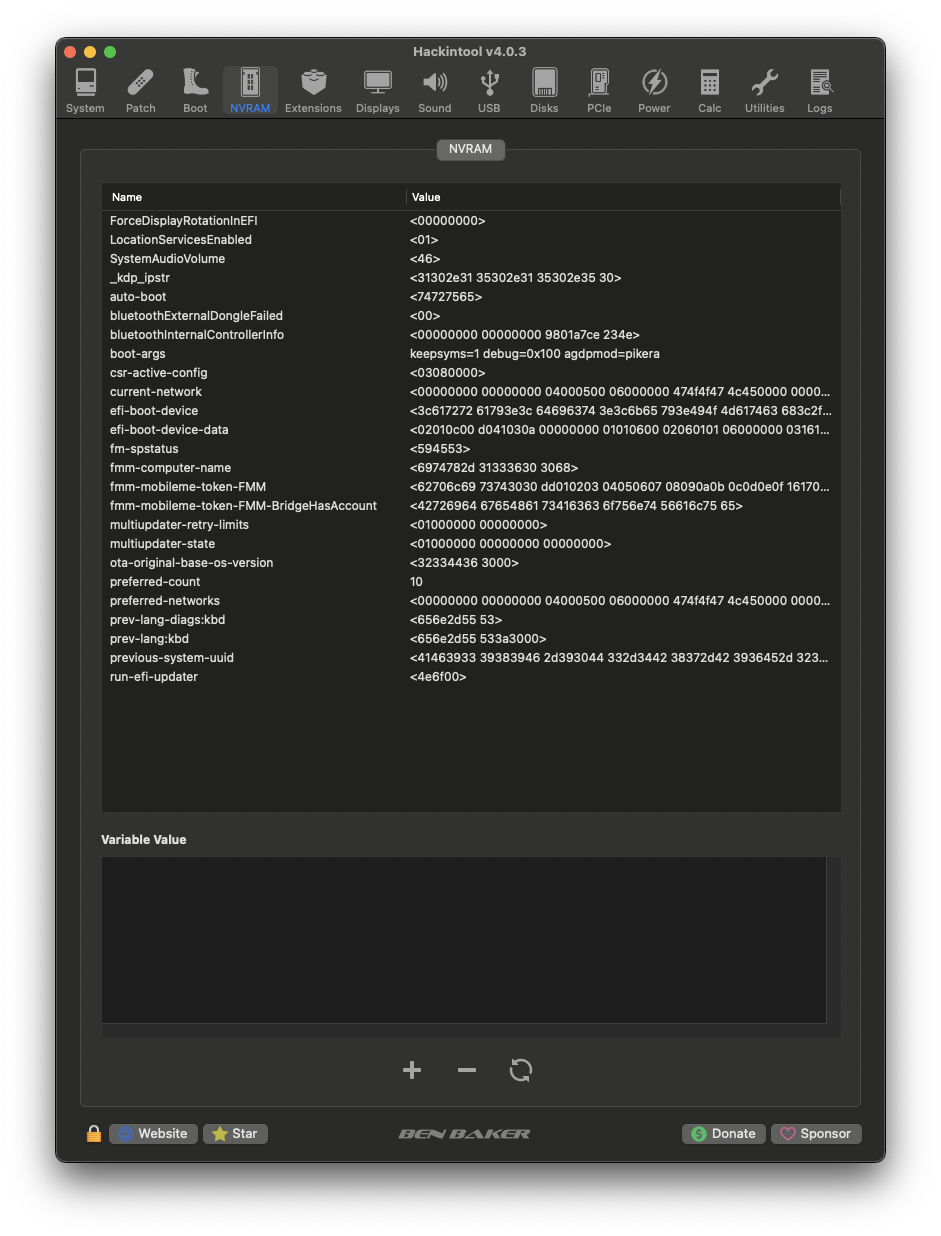 Hackintool v4.0.3
System Patch Boot NVRAM Extensions Displays Sound USB Disks PCIe Power Calc Utilities Logs
NVRAM
Name Value
ForceDisplayRotationInEFI <00000000>
LocationServicesEnabled <01>
SystemAudioVolume <46>
_kdp_ipstr <31302e31 35302e31 35302e35 30>
auto-boot <74727565>
bluetoothExternalDongleFailed <00>
bluetoothInternalControllerInfo <00000000 00000000 9801a7ce 234e>
boot-args keepsyms=1 debug=0x100 agdpmod=pikera
csr-active-config <03080000>
current-network <00000000 00000000 04000500 06000000 474f4f47 4c450000 0000...
efi-boot-device <3c617272 61793e3c 64696374 3e3c6b65 793e494f 4d617463 683c2f...
efi-boot-device-data <02010c00 d041030a 00000000 01010600 02060101 06000000 03161...
fm-spstatus <594553>
fmm-computer-name <6974782d 31333630 3068>
fmm-mobileme-token-FMM <62706c69 73743030 dd010203 04050607 08090a0b 0c0d0e0f 16170...
fmm-mobileme-token-FMM-BridgeHasAccount <42726964 67654861 73416363 6f756e74 56616c75 65>
multiupdater-retry-limits <01000000 00000000>
multiupdater-state <01000000 00000000 00000000>
ota-original-base-os-version <32334436 3000>
preferred-count 10
preferred-networks <00000000 00000000 04000500 06000000 474f4f47 4c450000 0000...
prev-lang-diags:kbd <656e2d55 53>
prev-lang:kbd <656e2d55 533a3000>
previous-system-uuid <41463933 39383946 2d393044 332d3442 38372d42 3936452d 323...
run-efi-updater <4e6f00>
Variable Value
Website Star BEN BAKER Donate Sponsor